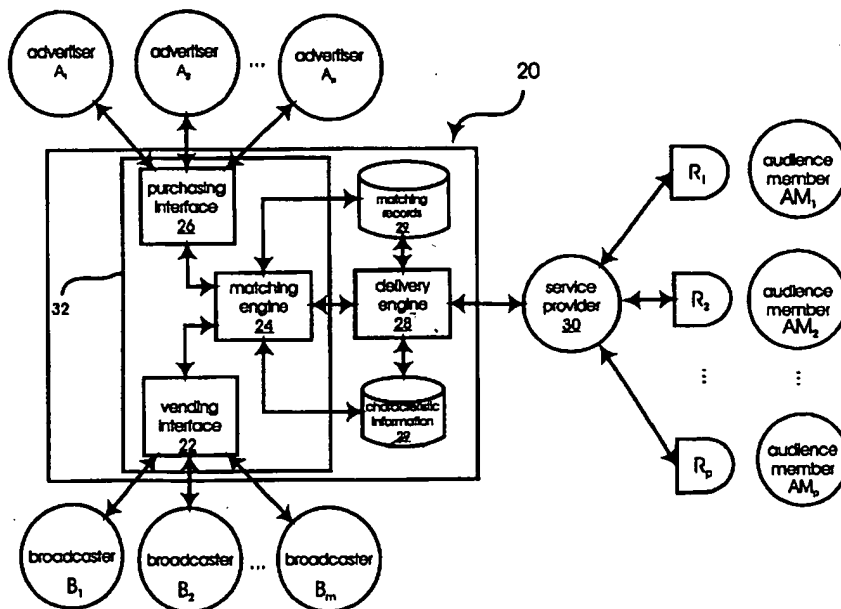 advertiser
A₁
advertiser
A₂
...
advertiser
Aₙ
20
purchasing
interface
26
matching
records
29
32
matching
engine
24
delivery
engine
28
service
provider
30
vending
interface
22
characteristic
information
29
R₁
audience
member
AM₁
R₂
audience
member
AM₂
...
...
Rₚ
audience
member
AMₚ
broadcaster
B₁
broadcaster
B₂
...
broadcaster
Bₘ